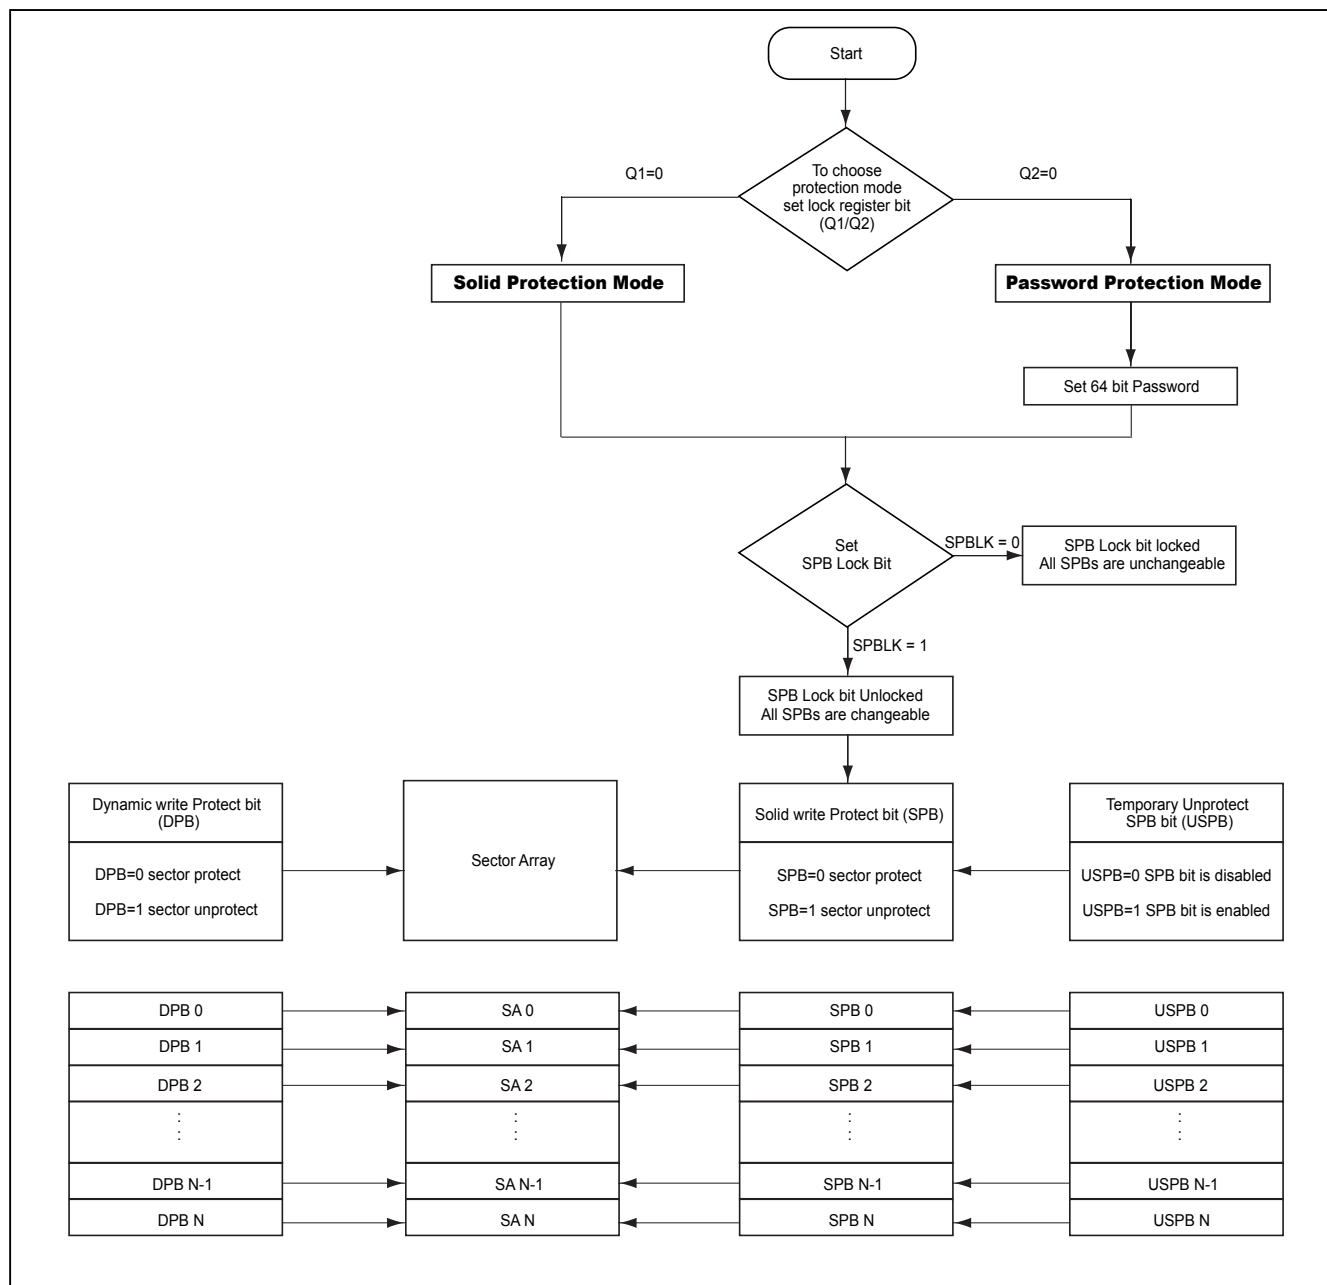 Start
To choose
protection mode
set lock register bit
(Q1/Q2)
Q1=0
Q2=0
Solid Protection Mode
Password Protection Mode
Set 64 bit Password
Set
SPB Lock Bit
SPBLK = 0
SPB Lock bit locked
All SPBs are unchangeable
SPBLK = 1
SPB Lock bit Unlocked
All SPBs are changeable
Dynamic write Protect bit
(DPB)
DPB=0 sector protect
DPB=1 sector unprotect
Sector Array
Solid write Protect bit (SPB)
SPB=0 sector protect
SPB=1 sector unprotect
Temporary Unprotect
SPB bit (USPB)
USPB=0 SPB bit is disabled
USPB=1 SPB bit is enabled
DPB 0
SA 0
SPB 0
USPB 0
DPB 1
SA 1
SPB 1
USPB 1
DPB 2
SA 2
SPB 2
USPB 2
DPB N-1
SA N-1
SPB N-1
USPB N-1
DPB N
SA N
SPB N
USPB N